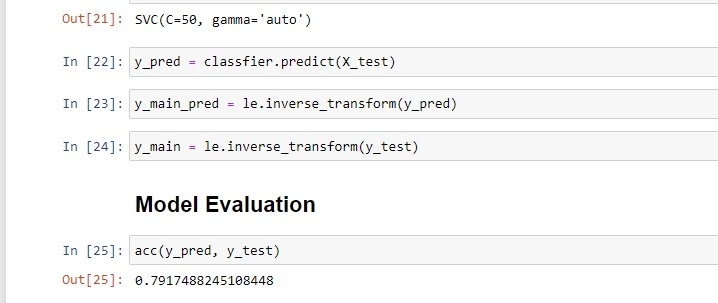 Out[21]: SVC(C=50, gamma='auto')
In [22]: y_pred = classfier.predict(X_test)
In [23]: y_main_pred = le.inverse_transform(y_pred)
In [24]: y_main = le.inverse_transform(y_test)
Model Evaluation
In [25]: acc(y_pred, y_test)
Out[25]: 0.7917488245108448